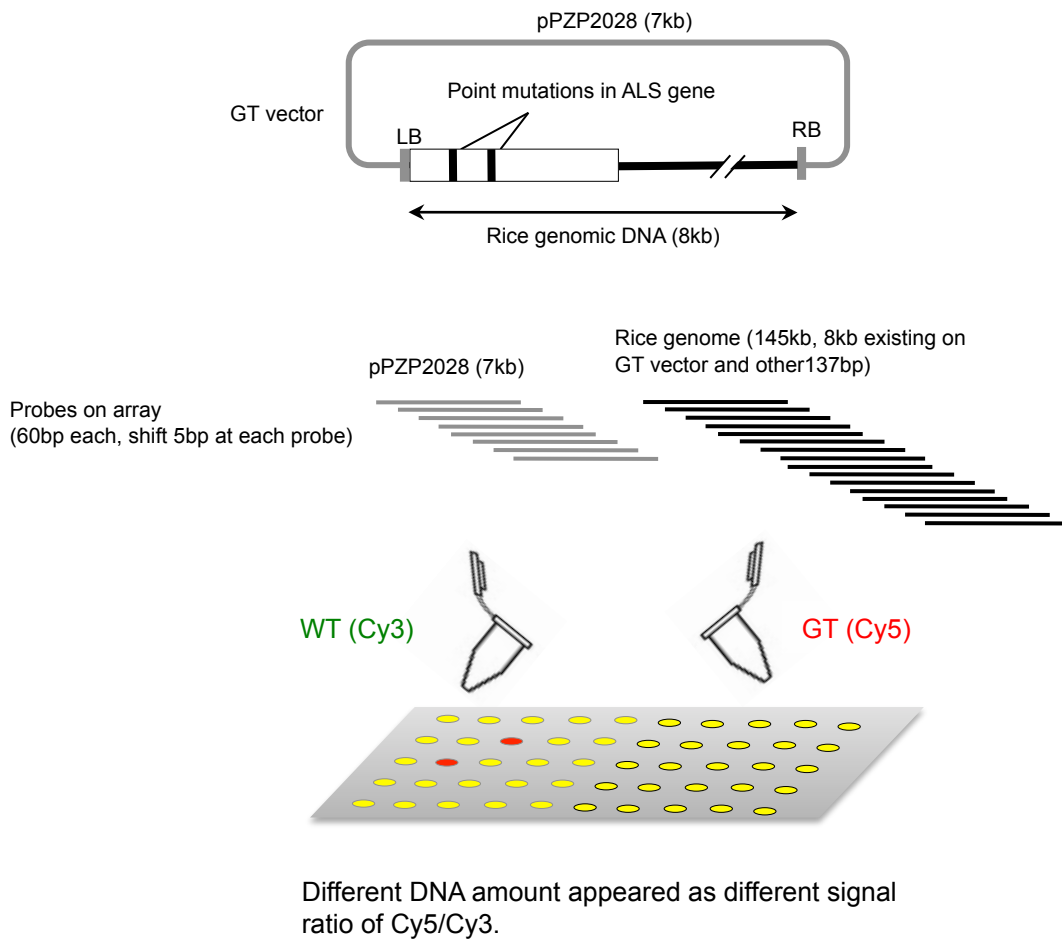 pPZP2028 (7kb)
Point mutations in ALS gene
GT vector
LB
RB
Rice genomic DNA (8kb)
Rice genome (145kb, 8kb existing on
GT vector and other137bp)
pPZP2028 (7kb)
Probes on array
(60bp each, shift 5bp at each probe)
WT (Cy3)
GT (Cy5)
Different DNA amount appeared as different signal
ratio of Cy5/Cy3.